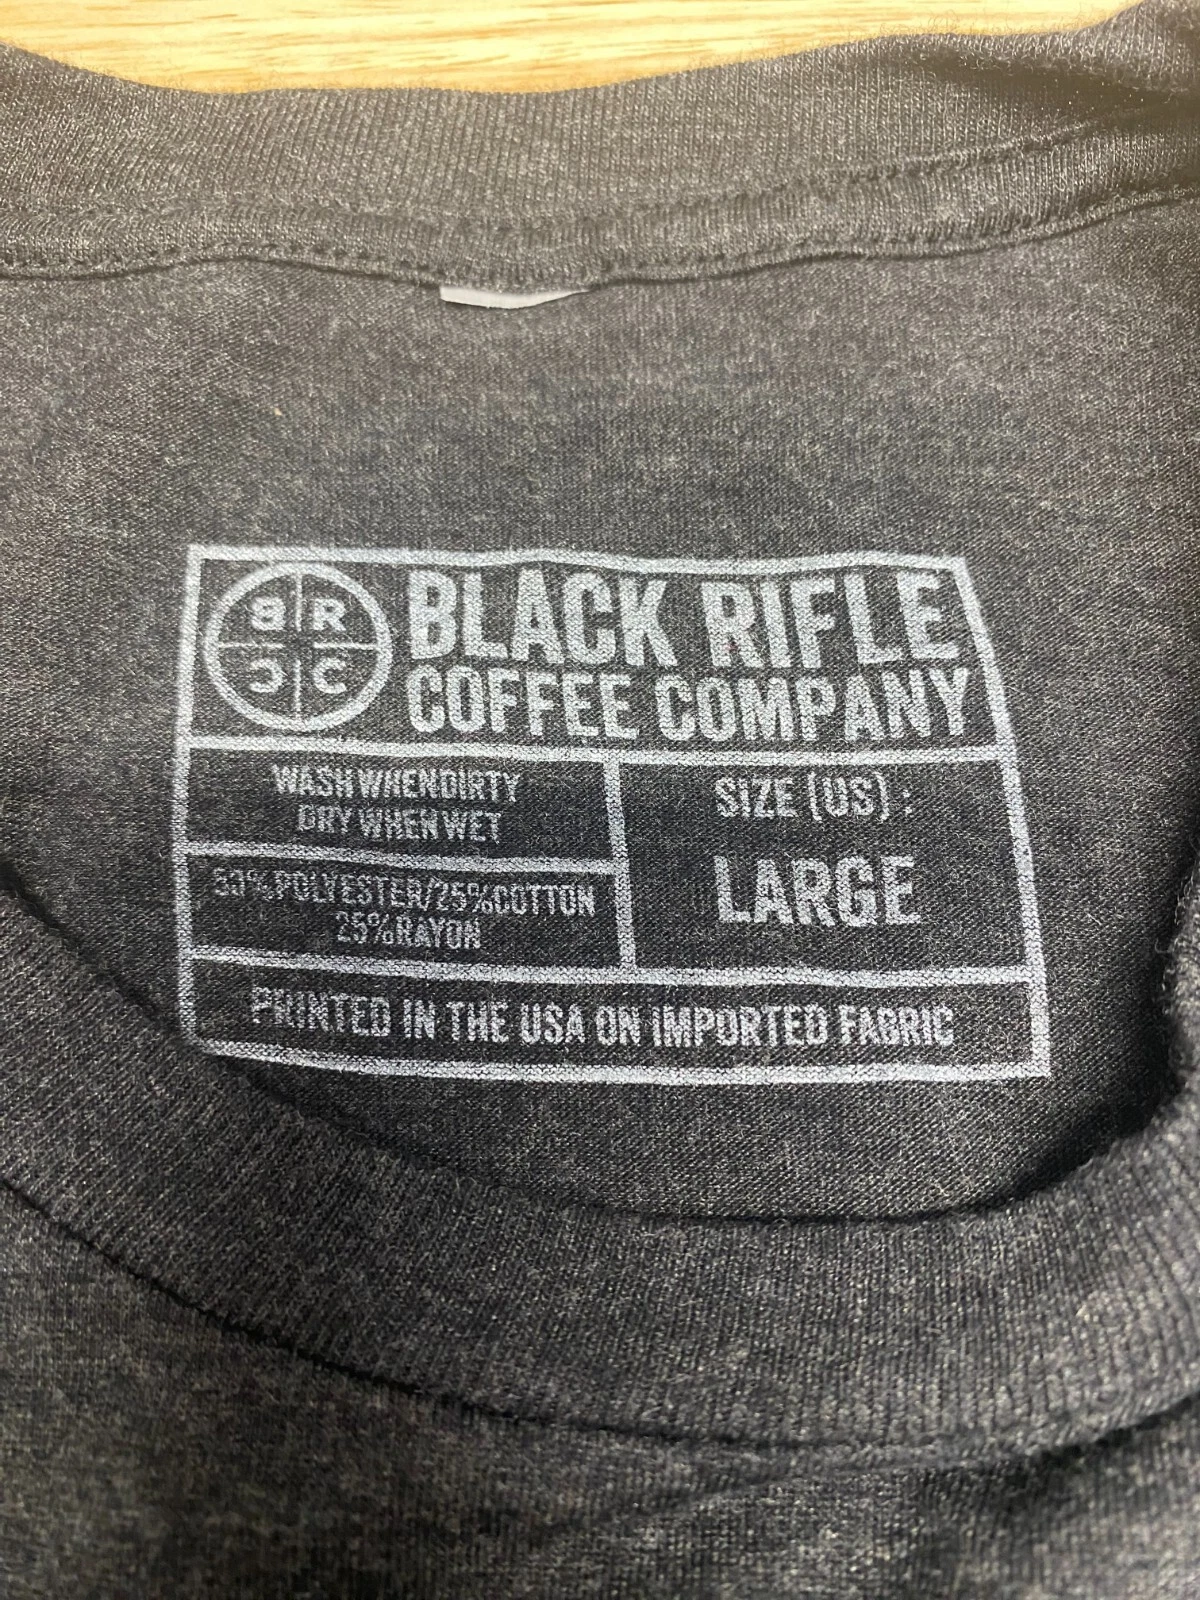 B R
C C
BLACK RIFLE
COFFEE COMPANY
WASH WHEN DIRTY
DRY WHEN WET
SIZE (US) :
LARGE
POLYESTER/25% COTTON
25% RAYON
PRINTED IN THE USA ON IMPORTED FABRIC